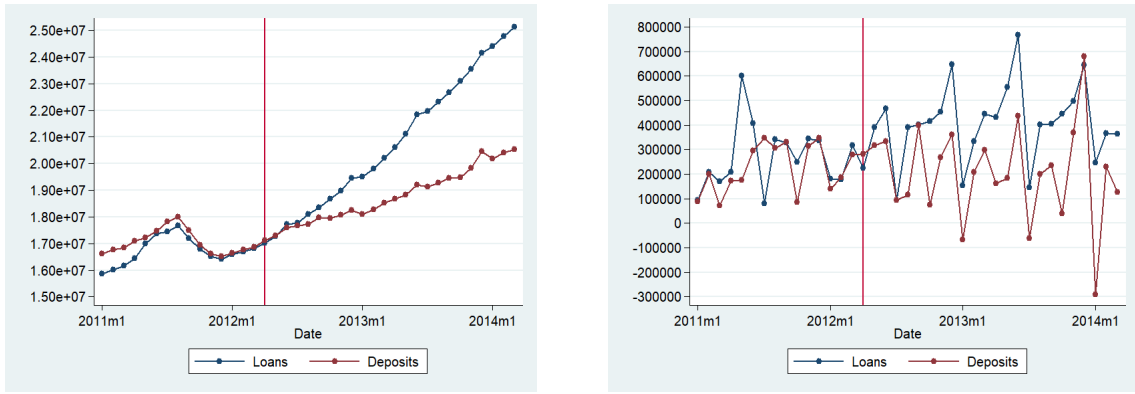 2.50e+07
2.40e+07
2.30e+07
2.20e+07
2.10e+07
2.00e+07
1.90e+07
1.80e+07
1.70e+07
1.60e+07
1.50e+07
2011m1 2012m1 2013m1 2014m1
Date
Loans Deposits
800000
700000
600000
500000
400000
300000
200000
100000
0
-100000
-200000
-300000
2011m1 2012m1 2013m1 2014m1
Date
Loans Deposits